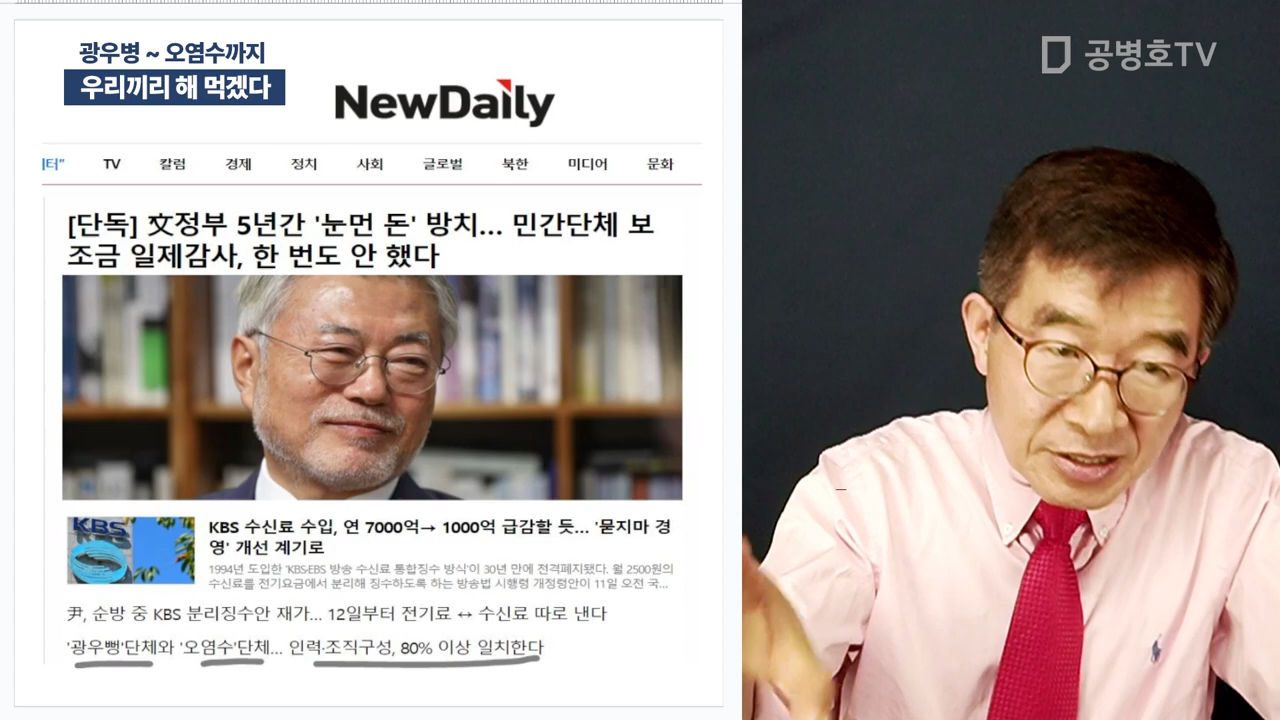 광우병 ~ 오염수까지
우리끼리 해 먹겠다
NewDaily
공병호TV
터”
TV 칼럼 경제 정치 사회 글로벌 북한 미디어 문화
[단독] 文정부 5년간 '눈먼 돈' 방치... 민간단체 보
조금 일제감사, 한 번도 안 했다
KBS
KBS 수신료 수입, 연 7000억→ 1000억 급감할 듯... '묻지마 경
영' 개선 계기로
1994년 도입한 'KBS·EBS 방송 수신료 통합징수 방식'이 30년 만에 전격폐지됐다. 월 2500원의
수신료를 전기요금에서 분리해 징수하도록 하는 방송법 시행령 개정령안이 11일 오전 국...
尹, 순방 중 KBS 분리징수안 재가... 12일부터 전기료 ↔ 수신료 따로 낸다
'광우뻥'단체와 '오염수'단체... 인력·조직구성, 80% 이상 일치한다